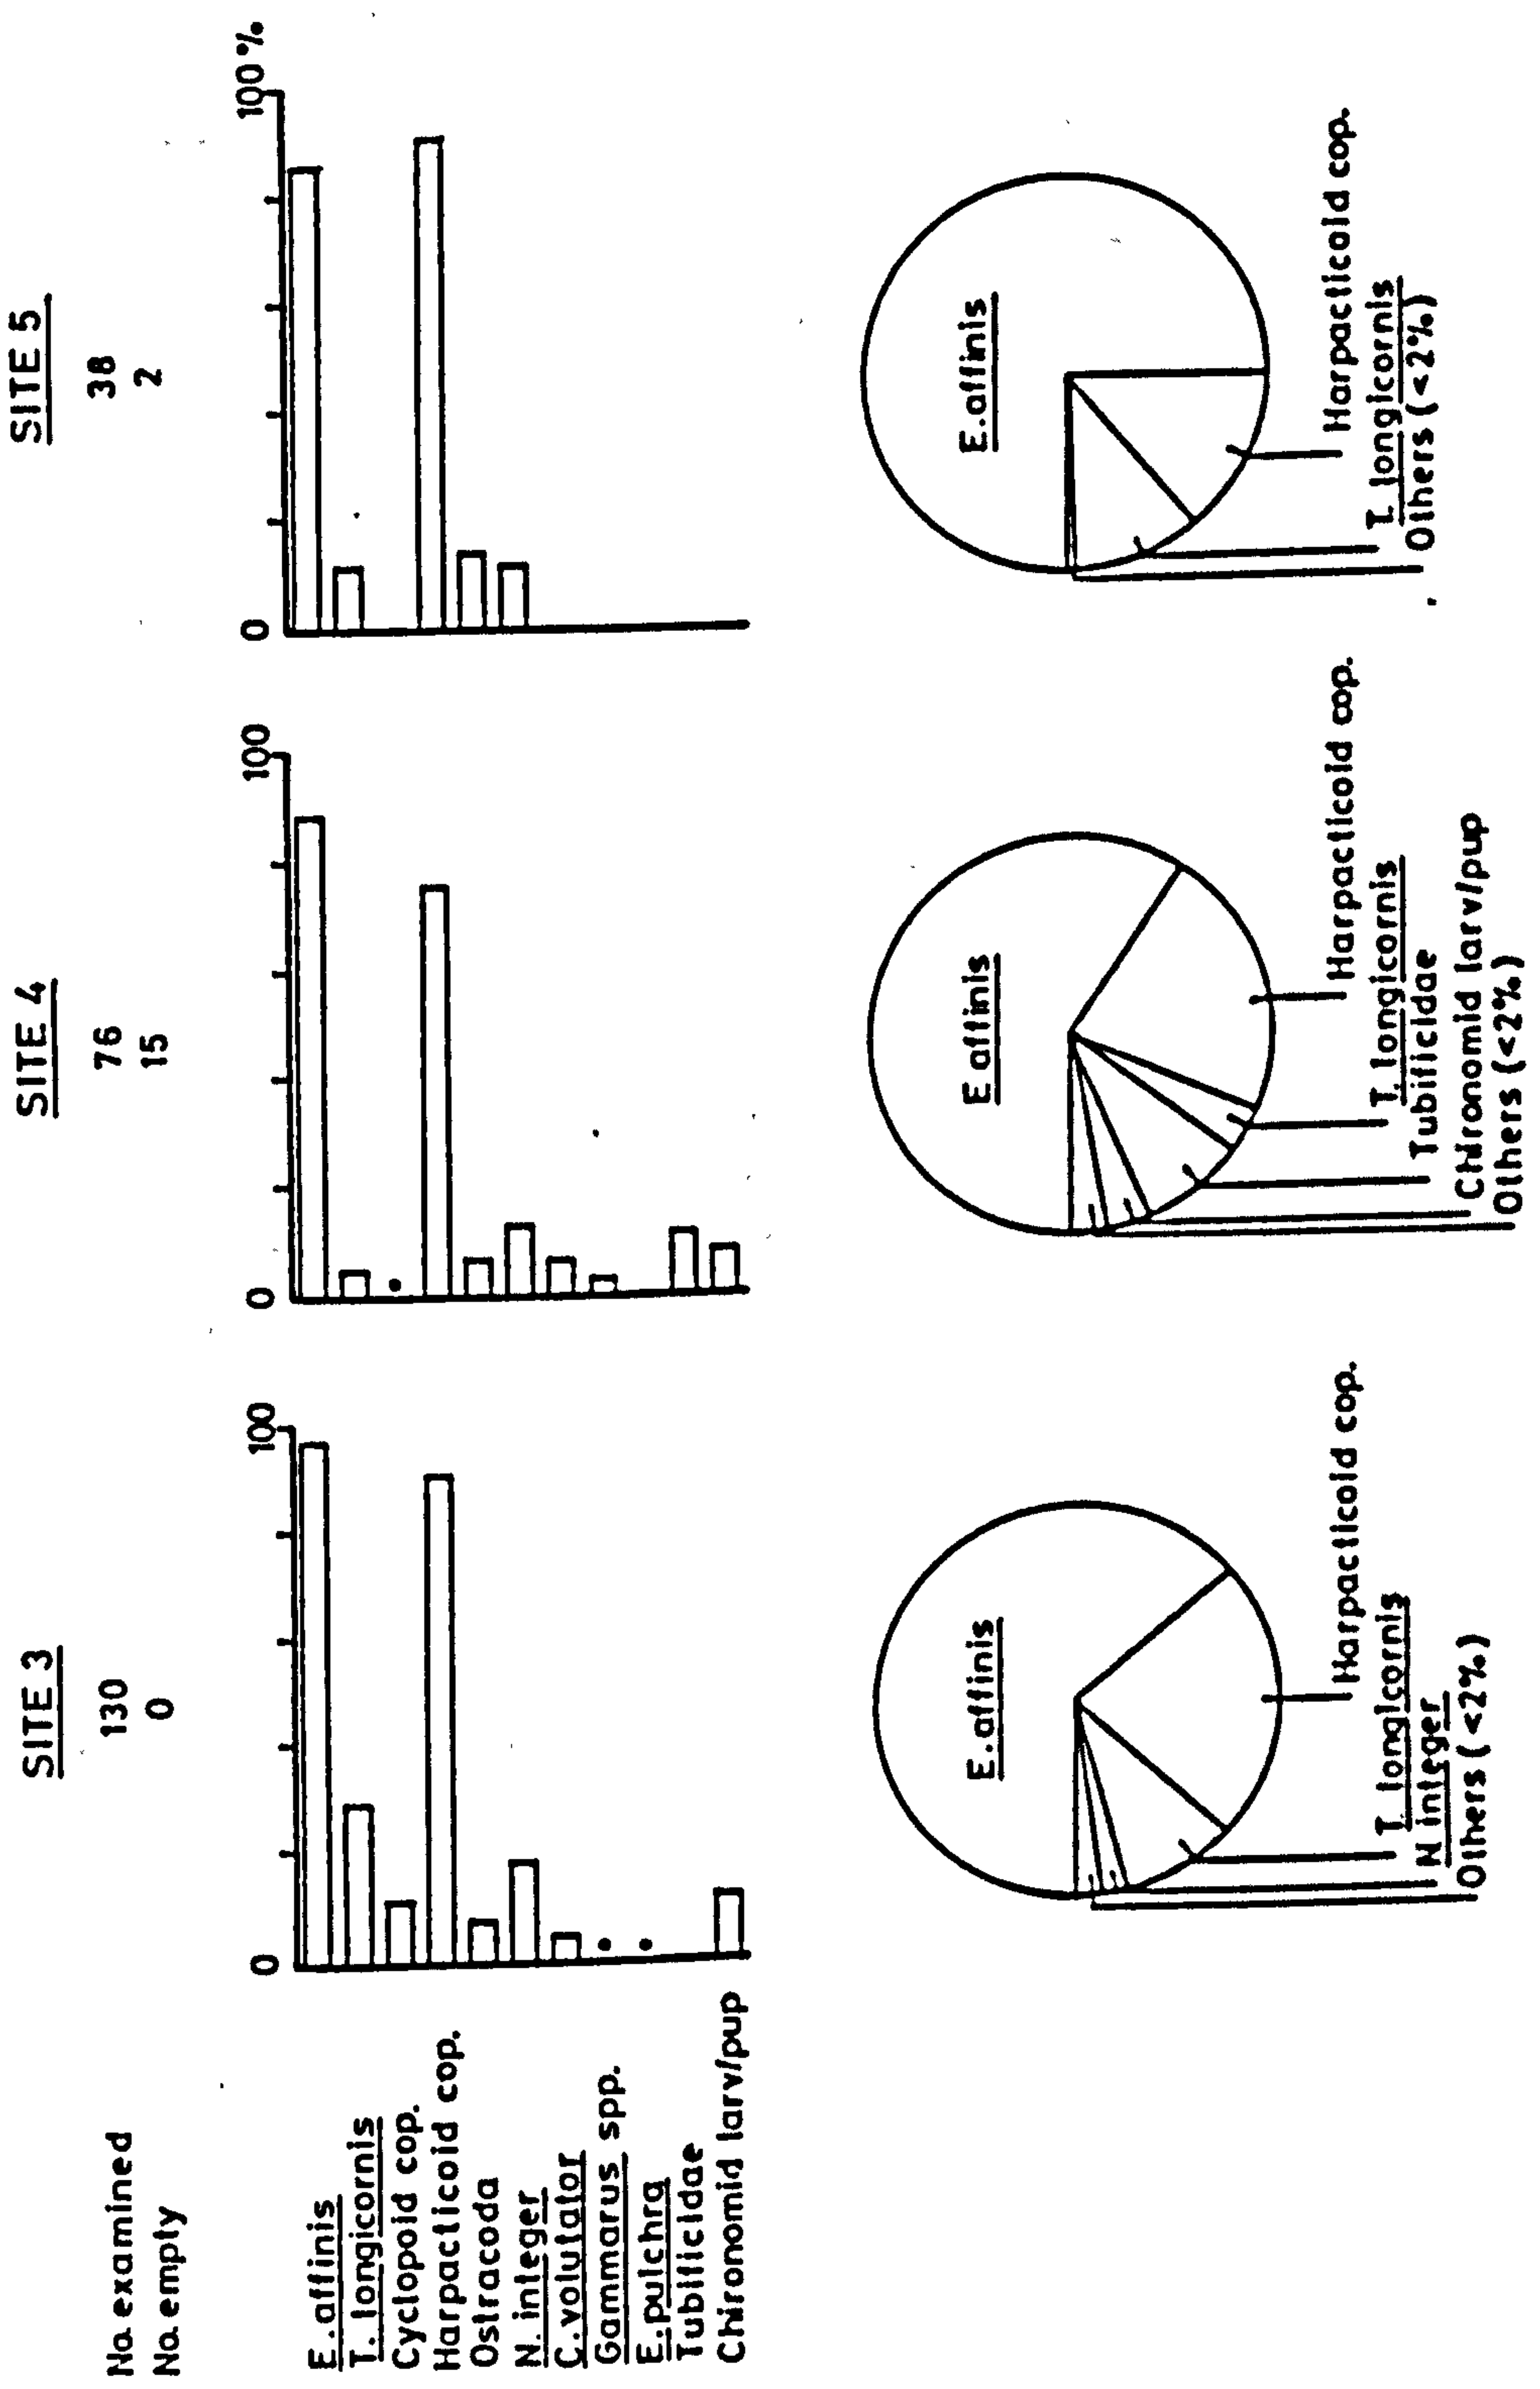 SITE 3
SITE 4
SITE 5
No. examined
130
76
38
No. empty
0
15
2
0
100
0
100
0
100 %
E. affinis
T. longicornis
Cyclopoid cop.
Harpacticoid cop.
Ostracoda
N. integer
C. volutator
Gammarus spp.
E. pulchra
Tubificidae
Chironomid larv/pup
E. affinis
Harpacticoid cop.
T. longicornis
N integer
Others (<2%)
E affinis
Harpacticoid cop.
T. longicornis
Tubificidae
Chironomid larv/pup
Others (<2%)
E. affinis
Harpacticoid cop.
T. longicornis
Others (<2%)